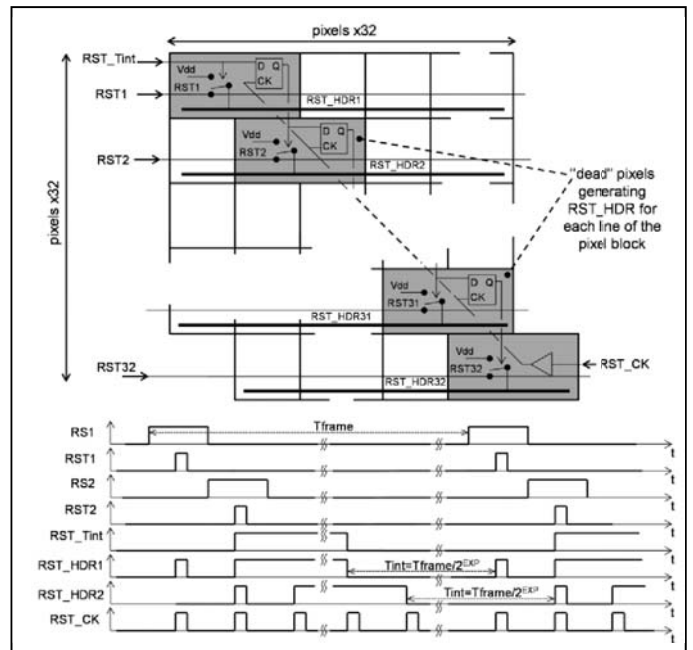 pixels x32
RST_Tint
Vdd
D Q
CK
RST1
RST1
RST_HDR1
Vdd
D Q
CK
RST2
RST2
RST_HDR2
pixels x32
"dead" pixels
generating
RST_HDR for
each line of the
pixel block
Vdd
D Q
CK
RST31
RST_HDR31
Vdd
RST32
RST32
RST_CK
RST_HDR32
RS1
Tframe
t
RST1
t
RS2
t
RST2
t
RST_Tint
t
RST_HDR1
Tint=Tframe/2^EXP
t
RST_HDR2
Tint=Tframe/2^EXP
t
RST_CK
t